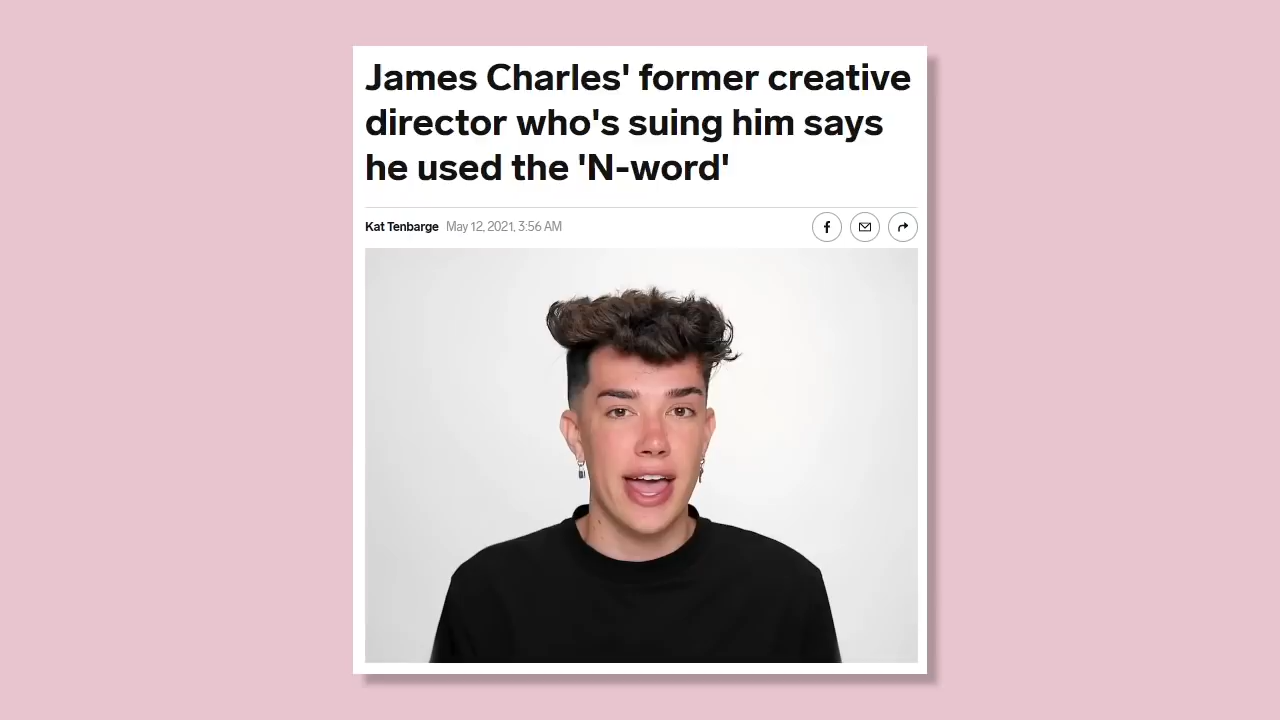 James Charles' former creative
director who's suing him says
he used the 'N-word'
Kat Tenbarge May 12, 2021, 3:56 AM